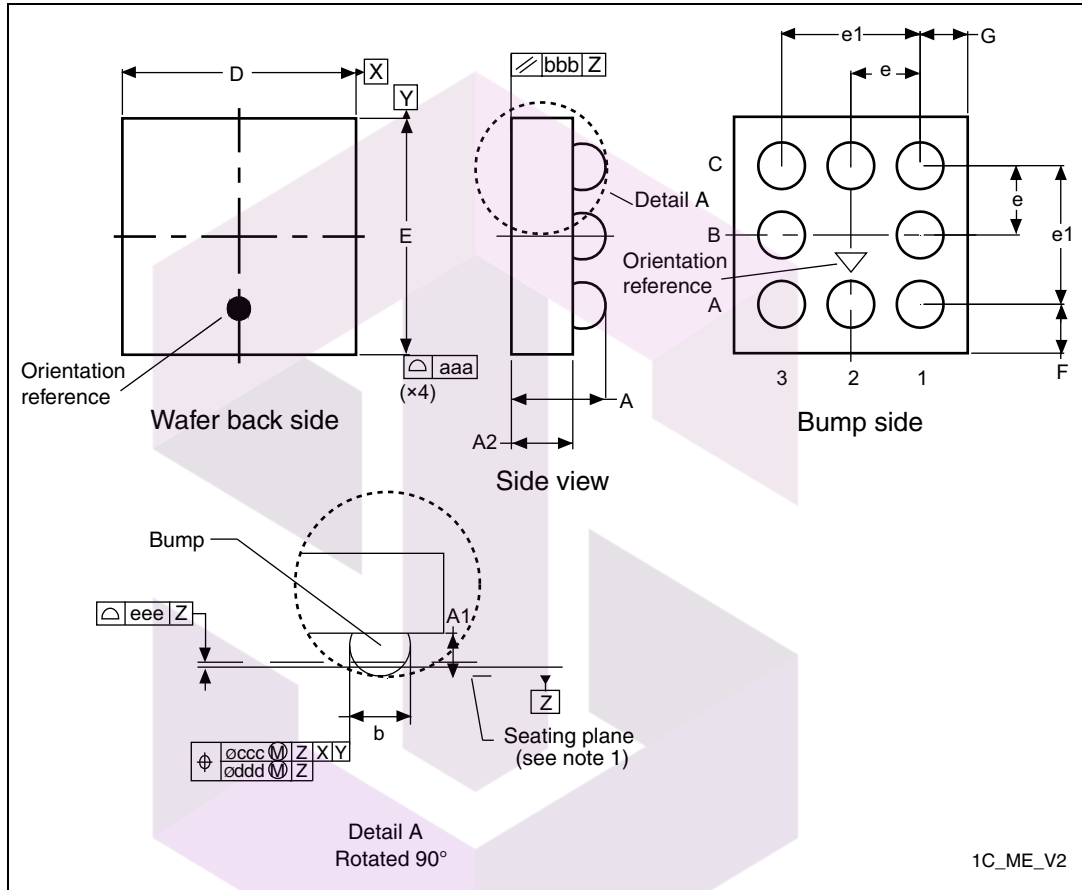 D
X
Y
E
⌓ aaa
(×4)
Orientation
reference
Wafer back side
// bbb Z
Detail A
A
A2
Side view
e1
G
e
C
B
A
e
e1
F
Orientation
reference
3 2 1
Bump side
Bump
⌓ eee Z
A1
Z
b
Seating plane
(see note 1)
⌖ øccc Ⓜ Z X Y
øddd Ⓜ Z
Detail A
Rotated 90°
1C_ME_V2